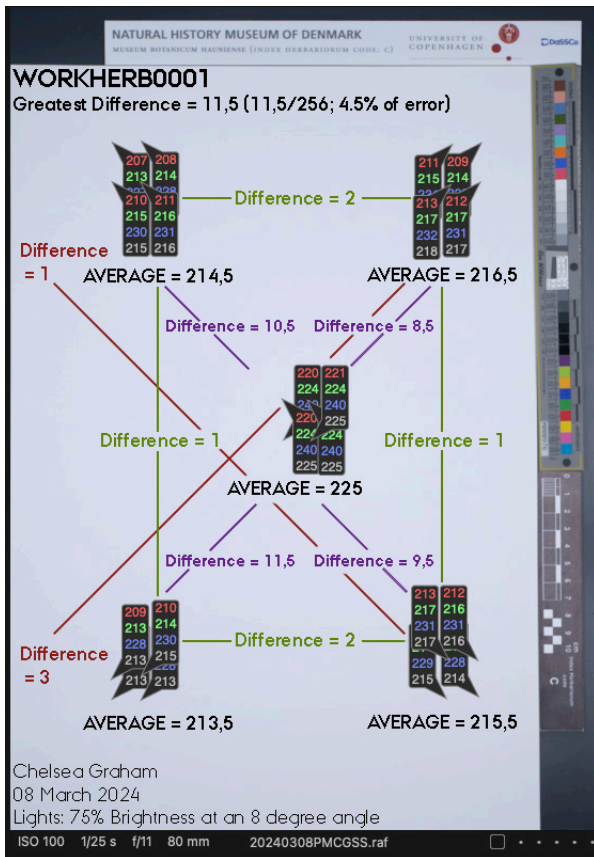 NATURAL HISTORY MUSEUM OF DENMARK
MUSEUM BOTANICUM HAUNIENSE (INDEX HERBARIORUM CODE: C)
UNIVERSITY OF
COPENHAGEN
DaSSCo
WORKHERB0001
Greatest Difference = 11,5 (11,5/256; 4.5% of error)
207 208
213 214
210 211
215 216
230 231
215 216
211 209
215 214
213 212
217 217
232 231
218 217
Difference = 2
Difference
= 1
AVERAGE = 214,5
AVERAGE = 216,5
Difference = 10,5
Difference = 8,5
220 221
224 224
240 240
220 225
224 224
240 240
225 225
Difference = 1
Difference = 1
AVERAGE = 225
Difference = 11,5
Difference = 9,5
209 210
213 214
228 230
213 215
213 213
213 212
217 216
231 231
217 216
229 228
215 214
Difference = 2
Difference
= 3
AVERAGE = 213,5
AVERAGE = 215,5
Chelsea Graham
08 March 2024
Lights: 75% Brightness at an 8 degree angle
ISO 100 1/25 s f/11 80 mm 20240308PMCGSS.raf